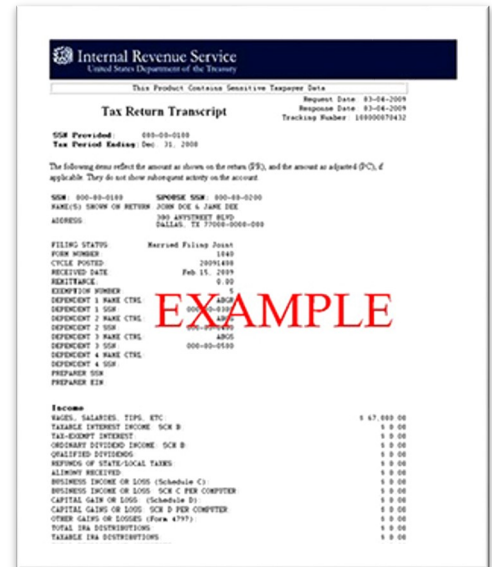 Internal Revenue Service
United States Department of the Treasury
This Product Contains Sensitive Taxpayer Data
Request Date: 03-04-2009
Response Date: 03-04-2009
Tax Return Transcript
Tracking Number: 100000070432
SSN Provided: 000-00-0100
Tax Period Ending: Dec. 31, 2008
The following items reflect the amount as shown on the return (PR), and the amount as adjusted (PC), if
applicable. They do not show subsequent activity on the account.
SSN: 000-00-0100 SPOUSE SSN: 000-00-0200
NAME(S) SHOWN ON RETURN: JOHN DOE & JANE DEE
ADDRESS: 300 ANYSTREET BLVD
DALLAS, TX 77008-0000-000
FILING STATUS: Married Filing Joint
FORM NUMBER: 1040
CYCLE POSTED: 20091408
RECEIVED DATE: Feb.15, 2009
REMITTANCE: 0.00
EXEMPTION NUMBER: 5
DEPENDENT 1 NAME CTRL:
DEPENDENT 1 SSN:
DEPENDENT 2 NAME CTRL:
DEPENDENT 2 SSN:
DEPENDENT 3 NAME CTRL:
DEPENDENT 3 SSN: 000-00-0500
DEPENDENT 4 NAME CTRL:
DEPENDENT 4 SSN:
PREPARER SSN:
PREPARER EIN:
EXAMPLE
Income
WAGES, SALARIES, TIPS, ETC: $ 67,000.00
TAXABLE INTEREST INCOME: SCH B: $ 0.00
TAX-EXEMPT INTEREST: $ 0.00
ORDINARY DIVIDEND INCOME: SCH B: $ 0.00
QUALIFIED DIVIDENDS: $ 0.00
REFUNDS OF STATE/LOCAL TAXES: $ 0.00
ALIMONY RECEIVED: $ 0.00
BUSINESS INCOME OR LOSS (Schedule C): $ 0.00
BUSINESS INCOME OR LOSS: SCH C PER COMPUTER: $ 0.00
CAPITAL GAIN OR LOSS: (Schedule D): $ 0.00
CAPITAL GAINS OR LOSS: SCH D PER COMPUTER: $ 0.00
OTHER GAINS OR LOSSES (Form 4797): $ 0.00
TOTAL IRA DISTRIBUTIONS: $ 0.00
TAXABLE IRA DISTRIBUTIONS: $ 0.00